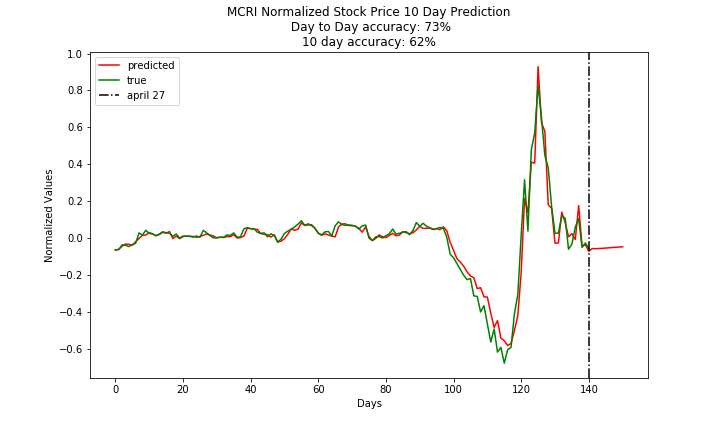 MCRI Normalized Stock Price 10 Day Prediction
Day to Day accuracy: 73%
10 day accuracy: 62%
predicted
true
april 27
1.0
0.8
0.6
0.4
0.2
0.0
−0.2
−0.4
−0.6
Normalized Values
0 20 40 60 80 100 120 140
Days